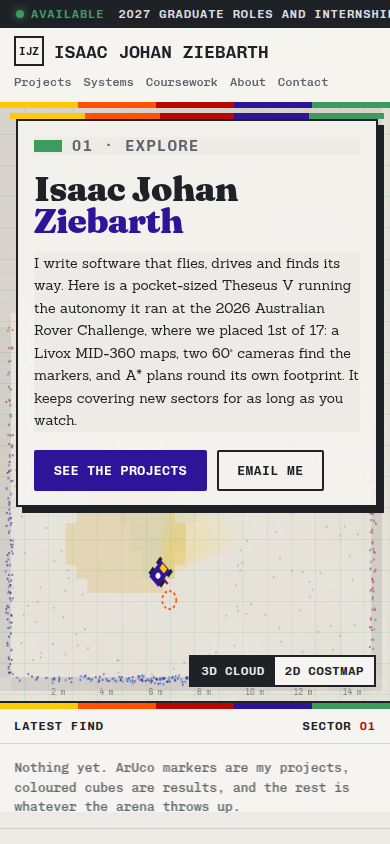 AVAILABLE 2027 GRADUATE ROLES AND INTERNSHI
IJZ ISAAC JOHAN ZIEBARTH
Projects Systems Coursework About Contact
01 · EXPLORE
Isaac Johan
Ziebarth
I write software that flies, drives and finds its
way. Here is a pocket-sized Theseus V running
the autonomy it ran at the 2026 Australian
Rover Challenge, where we placed 1st of 17: a
Livox MID-360 maps, two 60° cameras find the
markers, and A* plans round its own footprint. It
keeps covering new sectors for as long as you
watch.
SEE THE PROJECTS EMAIL ME
3D CLOUD 2D COSTMAP
2 m 4 m 6 m 8 m 10 m 12 m 14 m
LATEST FIND SECTOR 01
Nothing yet. ArUco markers are my projects,
coloured cubes are results, and the rest is
whatever the arena throws up.